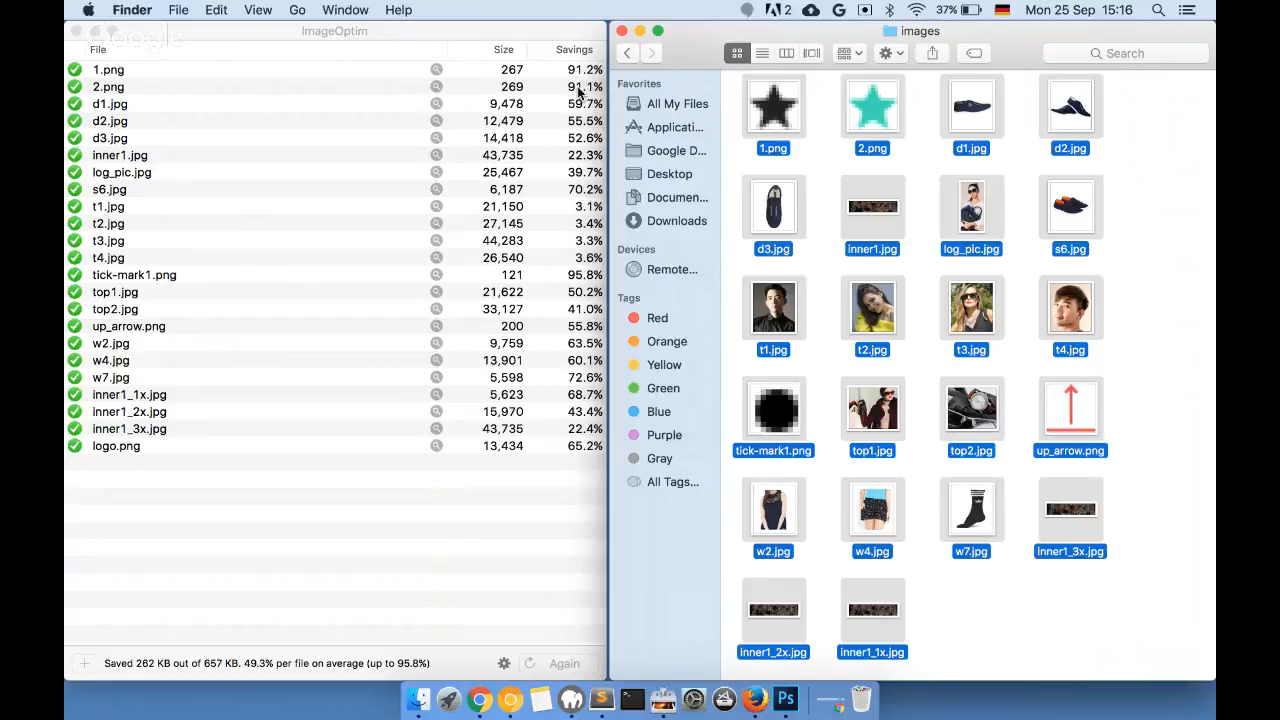 Finder File Edit View Go Window Help 2 37% Mon 25 Sep 15:16
Google
ImageOptim
File Size Savings
1.png 267 91.2%
2.png 269 91.1%
d1.jpg 9,478 59.7%
d2.jpg 12,479 55.5%
d3.jpg 14,418 52.6%
inner1.jpg 43,735 22.3%
log_pic.jpg 25,467 39.7%
s6.jpg 6,187 70.2%
t1.jpg 21,150 3.1%
t2.jpg 27,145 3.4%
t3.jpg 44,283 3.3%
t4.jpg 26,540 3.6%
tick-mark1.png 121 95.8%
top1.jpg 21,622 50.2%
top2.jpg 33,127 41.0%
up_arrow.png 200 55.8%
w2.jpg 9,759 63.5%
w4.jpg 13,901 60.1%
w7.jpg 5,598 72.6%
inner1_1x.jpg 5,623 68.7%
inner1_2x.jpg 15,970 43.4%
inner1_3x.jpg 43,735 22.4%
logo.png 13,434 65.2%
Saved 262 KB out of 657 KB. 49.3% per file on average (up to 95.8%)
Again
images
Search
Favorites
All My Files
Applicati...
Google D...
Desktop
Documen...
Downloads
Devices
Remote...
Tags
Red
Orange
Yellow
Green
Blue
Purple
Gray
All Tags...
1.png 2.png d1.jpg d2.jpg
d3.jpg inner1.jpg log_pic.jpg s6.jpg
t1.jpg t2.jpg t3.jpg t4.jpg
tick-mark1.png top1.jpg top2.jpg up_arrow.png
w2.jpg w4.jpg w7.jpg inner1_3x.jpg
inner1_2x.jpg inner1_1x.jpg
Ps